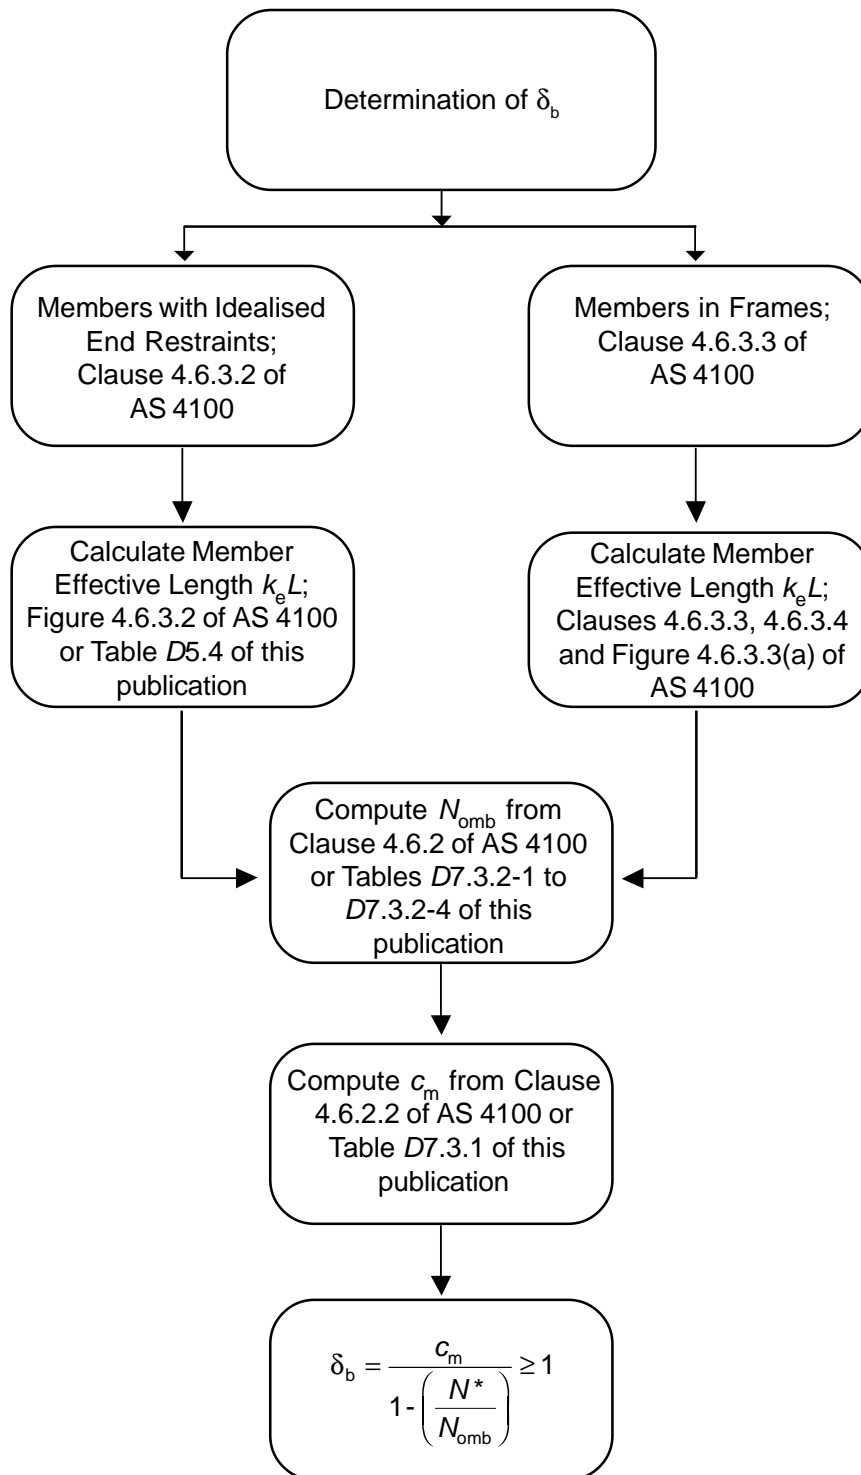 Determination of δb
Members with Idealised
End Restraints;
Clause 4.6.3.2 of
AS 4100
Members in Frames;
Clause 4.6.3.3 of
AS 4100
Calculate Member
Effective Length keL;
Figure 4.6.3.2 of AS 4100
or Table D5.4 of this
publication
Calculate Member
Effective Length keL;
Clauses 4.6.3.3, 4.6.3.4
and Figure 4.6.3.3(a) of
AS 4100
Compute Nomb from
Clause 4.6.2 of AS 4100
or Tables D7.3.2-1 to
D7.3.2-4 of this
publication
Compute cm from Clause
4.6.2.2 of AS 4100 or
Table D7.3.1 of this
publication
δb = cm / (1 - (N* / Nomb)) ≥ 1